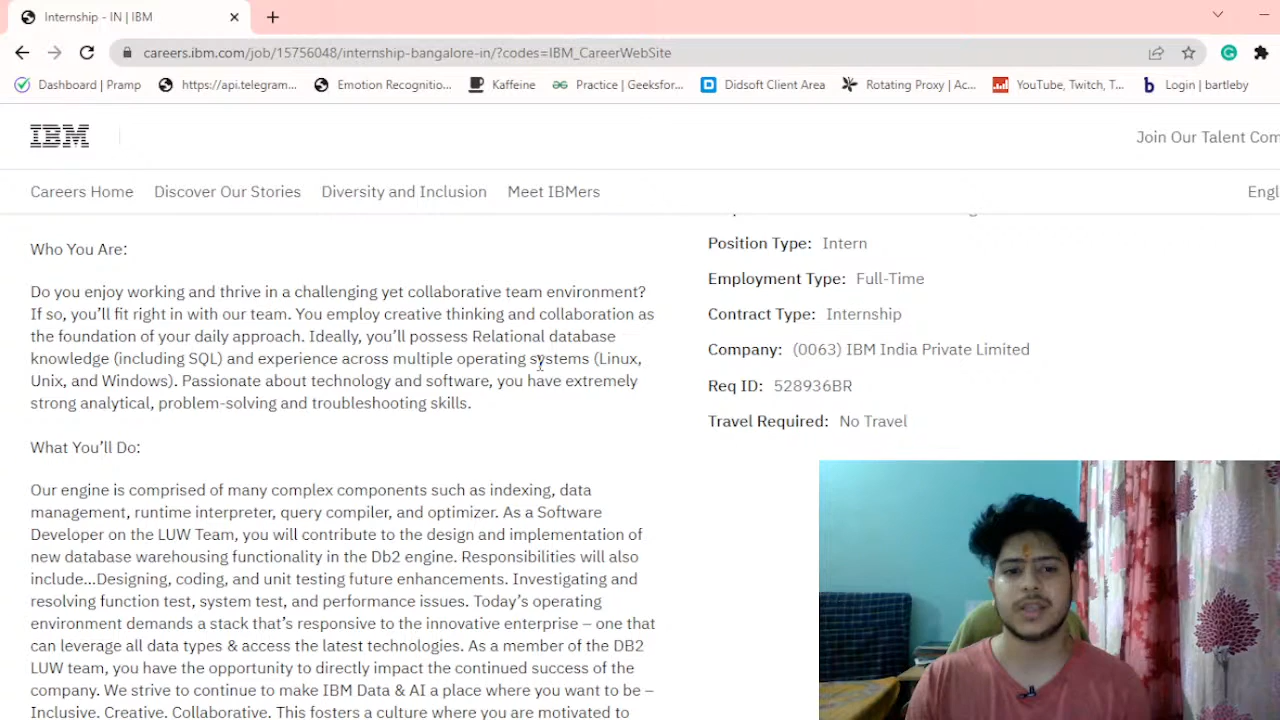 Internship - IN | IBM
careers.ibm.com/job/15756048/internship-bangalore-in/?codes=IBM_CareerWebSite
Dashboard | Pramp
https://api.telegram...
Emotion Recognitio...
Kaffeine
Practice | Geeksfor...
Didsoft Client Area
Rotating Proxy | Ac...
YouTube, Twitch, T...
Login | bartleby
IBM
Join Our Talent Com
Careers Home
Discover Our Stories
Diversity and Inclusion
Meet IBMers
Engl
Who You Are:
Do you enjoy working and thrive in a challenging yet collaborative team environment?
If so, you’ll fit right in with our team. You employ creative thinking and collaboration as
the foundation of your daily approach. Ideally, you’ll possess Relational database
knowledge (including SQL) and experience across multiple operating systems (Linux,
Unix, and Windows). Passionate about technology and software, you have extremely
strong analytical, problem-solving and troubleshooting skills.
What You’ll Do:
Our engine is comprised of many complex components such as indexing, data
management, runtime interpreter, query compiler, and optimizer. As a Software
Developer on the LUW Team, you will contribute to the design and implementation of
new database warehousing functionality in the Db2 engine. Responsibilities will also
include...Designing, coding, and unit testing future enhancements. Investigating and
resolving function test, system test, and performance issues. Today’s operating
environment demands a stack that’s responsive to the innovative enterprise – one that
can leverage all data types & access the latest technologies. As a member of the DB2
LUW team, you have the opportunity to directly impact the continued success of the
company. We strive to continue to make IBM Data & AI a place where you want to be –
Inclusive. Creative. Collaborative. This fosters a culture where you are motivated to
Position Type: Intern
Employment Type: Full-Time
Contract Type: Internship
Company: (0063) IBM India Private Limited
Req ID: 528936BR
Travel Required: No Travel